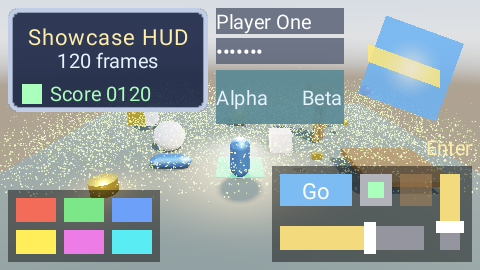 Showcase HUD
120 frames
Score 0120
Player One
•••••••
Alpha Beta
Enter
Go